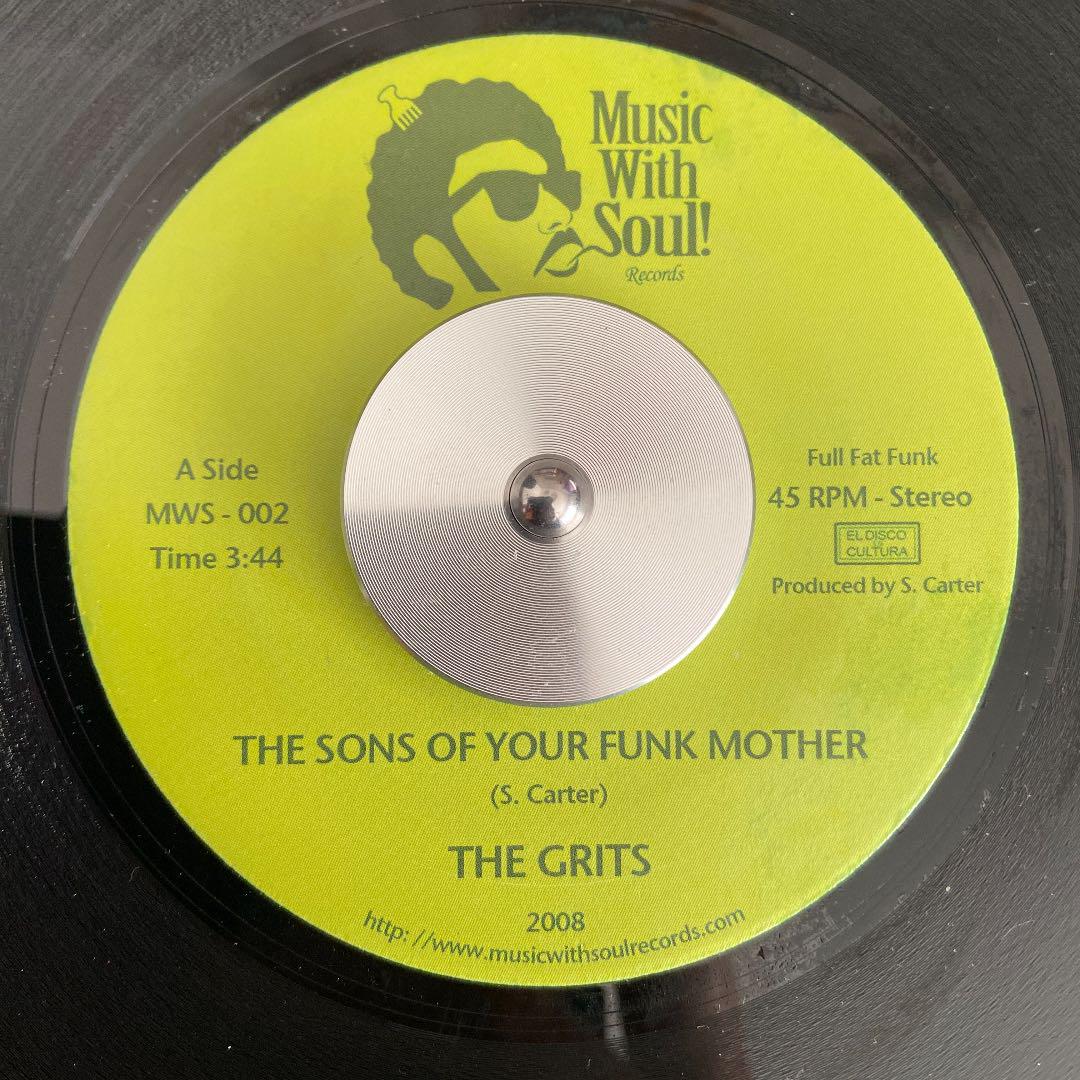 Music
With
Soul!
Records
A Side
MWS - 002
Time 3:44
Full Fat Funk
45 RPM - Stereo
EL DISCO
ES
CULTURA
Produced by S. Carter
THE SONS OF YOUR FUNK MOTHER
(S. Carter)
THE GRITS
2008
http: //www.musicwithsoulrecords.com